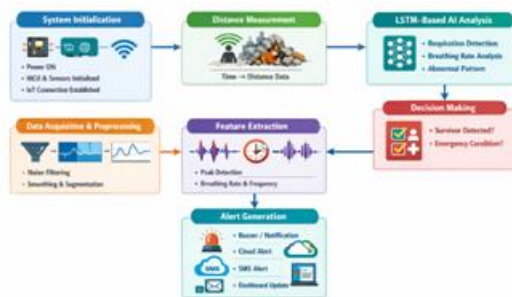 System Initialization
• Power ON
• MCU & Sensors Initialized
• IoT Connection Established
Distance Measurement
Time → Distance Data
LSTM-Based AI Analysis
• Respiration Detection
• Breathing Rate Analysis
• Abnormal Pattern
Decision Making
• Survivor Detected?
• Emergency Condition?
Data Acquisition & Preprocessing
• Noise Filtering
• Smoothing & Segmentation
Feature Extraction
• Peak Detection
• Breathing Rate & Frequency
Alert Generation
• Buzzer / Notification
• Cloud Alert
SMS
• SMS Alert
• Dashboard Update